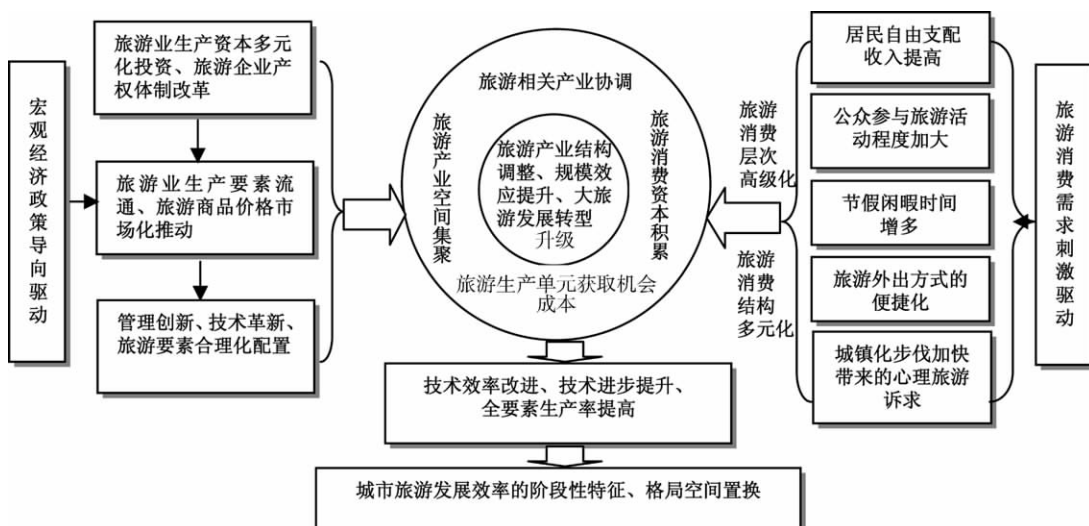 宏观经济政策导向驱动
旅游业生产资本多元
化投资、旅游企业产
权体制改革
旅游业生产要素流
通、旅游商品价格市
场化推动
管理创新、技术革新、
旅游要素合理化配置
旅游相关产业协调
旅游产业空间集聚
旅游产业结构
调整、规模效
应提升、大旅
游发展转型
升级
旅游消费资本积累
旅游生产单元获取机会
成本
旅游
消费
层次
高级化
旅游
消费
结构
多元化
居民自由支配
收入提高
公众参与旅游活
动程度加大
节假闲暇时间
增多
旅游外出方式的
便捷化
城镇化步伐加快
带来的心理旅游
诉求
旅游消费需求刺激驱动
技术效率改进、技术进步提升、
全要素生产率提高
城市旅游发展效率的阶段性特征、格局空间置换